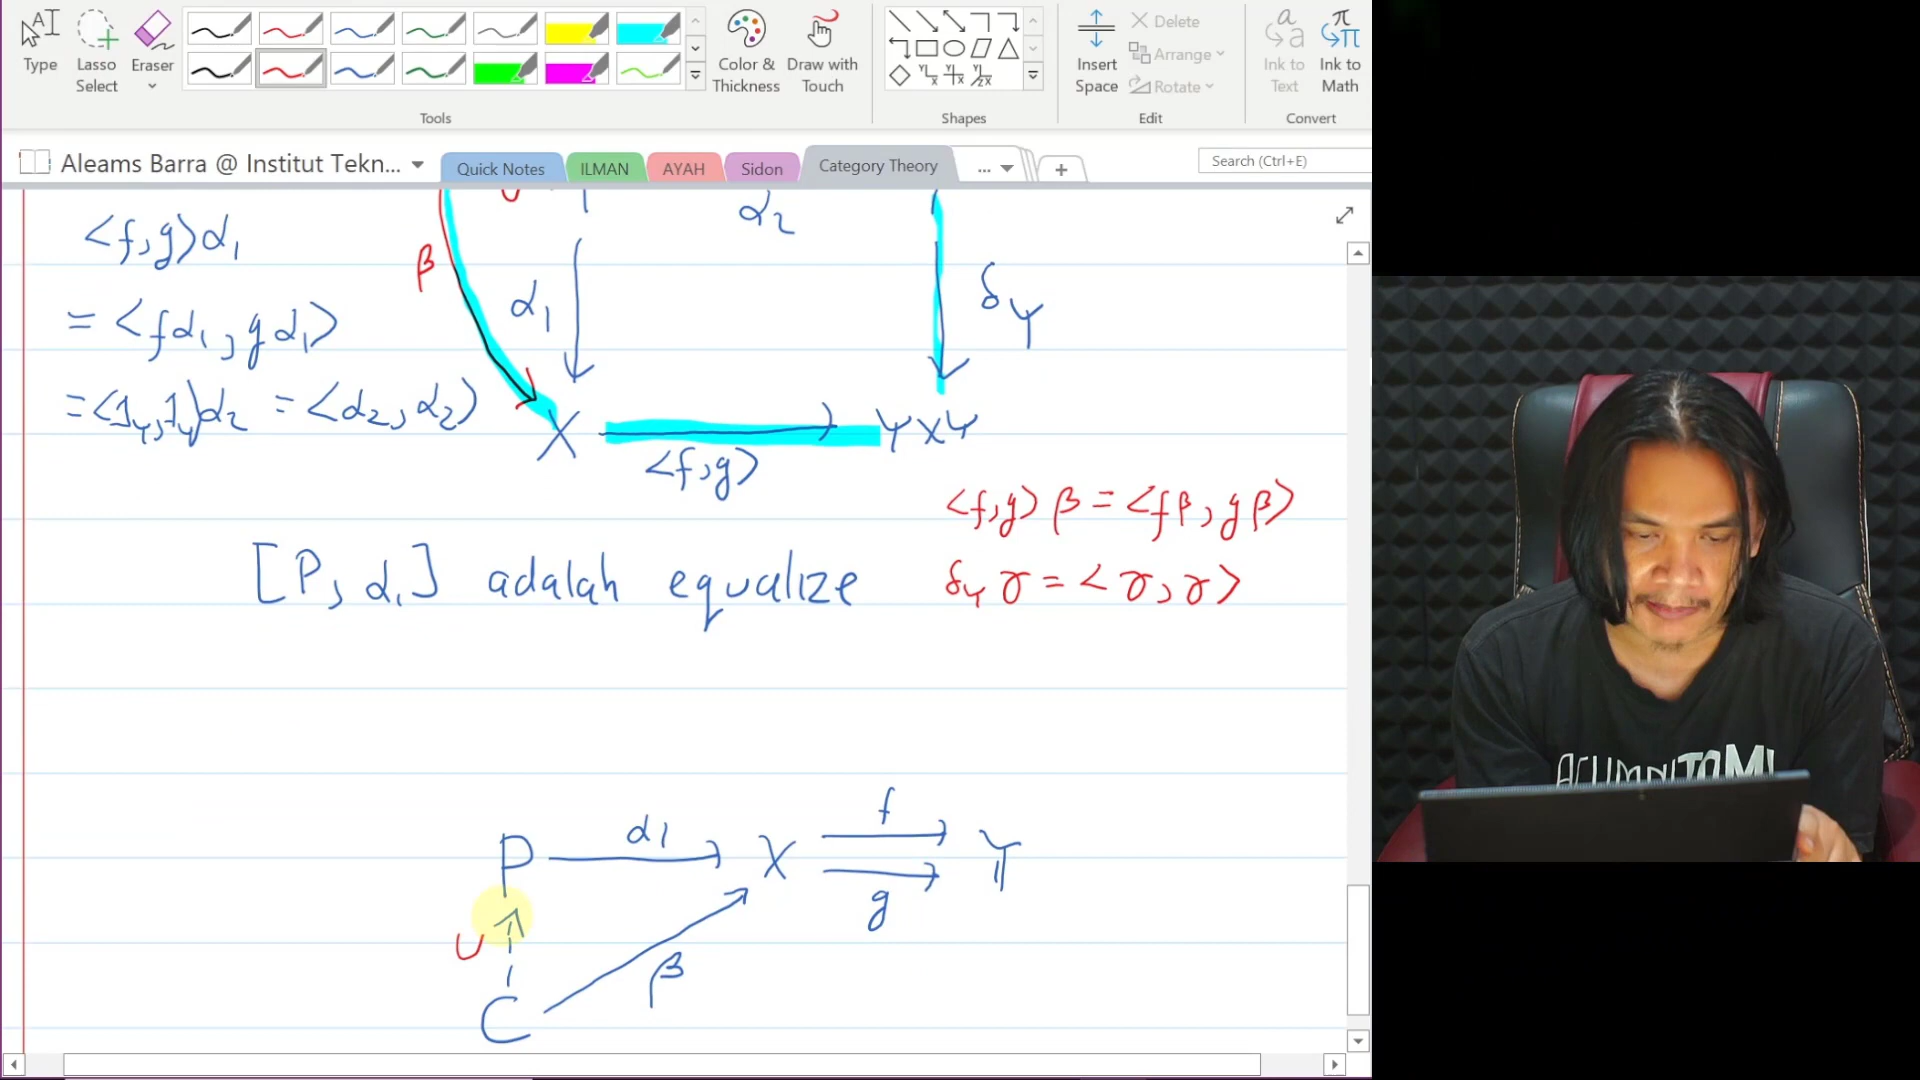 Type
Lasso
Select
Eraser
Color &
Thickness
Draw with
Touch
Insert
Space
Delete
Arrange
Rotate
a
a
Ink to
Text
π
π
Ink to
Math
Tools
Shapes
Edit
Convert
Aleams Barra @ Institut Tekn...
Quick Notes
ILMAN
AYAH
Sidon
Category Theory
...
+
Search (Ctrl+E)
<f,g>α₁
= <fα₁, gα₁>
=<1_Y,1_Y>α₂ = <α₂,α₂>
β
α₁
α₂
δ_Y
X
Y×Y
<f,g>
<f,g>β = <fβ, gβ>
δ_Y γ = <γ,γ>
[P, α₁] adalah equalize
P
α₁
X
f
g
Y
U
β
C